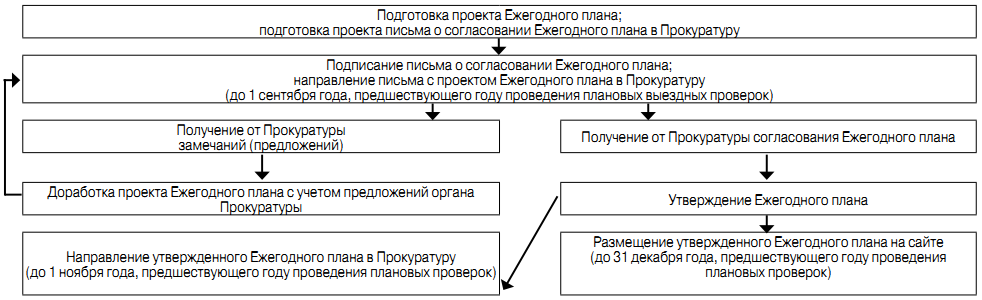 Подготовка проекта Ежегодного плана;
подготовка проекта письма о согласовании Ежегодного плана в Прокуратуру
Подписание письма о согласовании Ежегодного плана;
направление письма с проектом Ежегодного плана в Прокуратуру
(до 1 сентября года, предшествующего году проведения плановых выездных проверок)
Получение от Прокуратуры
замечаний (предложений)
Получение от Прокуратуры согласования Ежегодного плана
Доработка проекта Ежегодного плана с учетом предложений органа
Прокуратуры
Утверждение Ежегодного плана
Направление утвержденного Ежегодного плана в Прокуратуру
(до 1 ноября года, предшествующего году проведения плановых проверок)
Размещение утвержденного Ежегодного плана на сайте
(до 31 декабря года, предшествующего году проведения
плановых проверок)